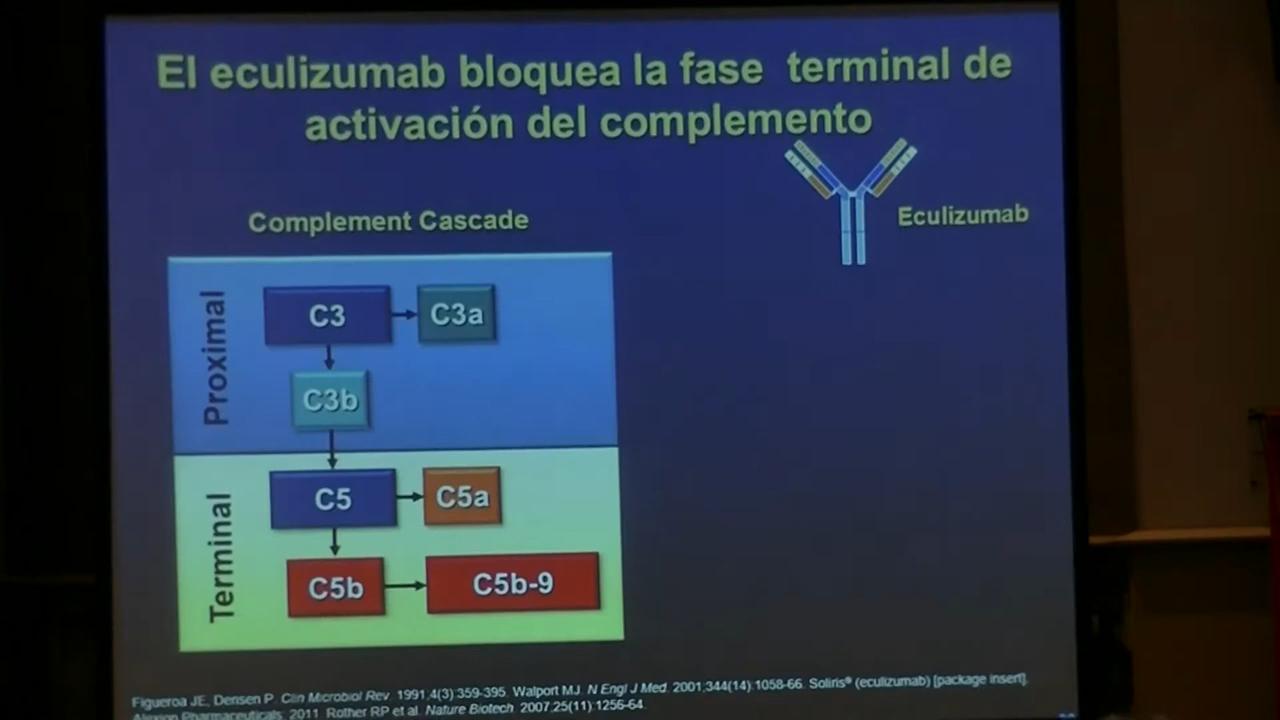 El eculizumab bloquea la fase terminal de
activación del complemento
Eculizumab
Complement Cascade
Proximal
C3
C3a
C3b
Terminal
C5
C5a
C5b
C5b-9
Figueroa JE, Densen P. Clin Microbiol Rev. 1991;4(3):359-395. Walport MJ. N Engl J Med. 2001;344(14):1058-66. Soliris® (eculizumab) [package insert].
Alexion Pharmaceuticals; 2011. Rother RP et al. Nature Biotech. 2007;25(11):1256-64.